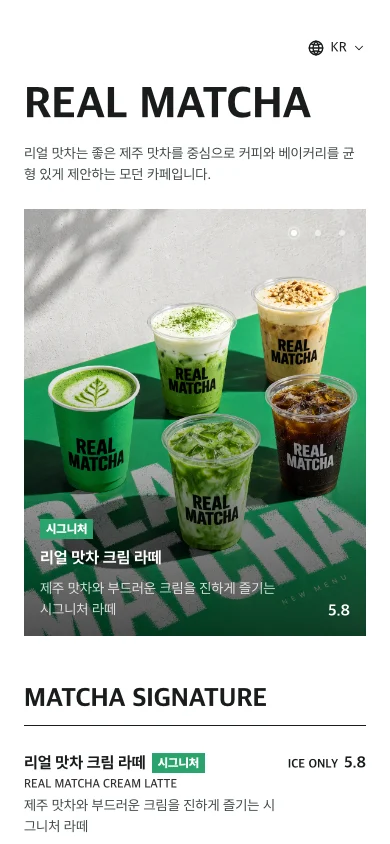 KR
REAL MATCHA
리얼 맛차는 좋은 제주 맛차를 중심으로 커피와 베이커리를 균
형 있게 제안하는 모던 카페입니다.
REAL
MATCHA
REAL
MATCHA
REAL
MATCHA
REAL
MATCHA
REAL
MATCHA
REAL
MATCHA
NEW MENU
시그니처
리얼 맛차 크림 라떼
제주 맛차와 부드러운 크림을 진하게 즐기는
시그니처 라떼
5.8
MATCHA SIGNATURE
리얼 맛차 크림 라떼 시그니처 ICE ONLY 5.8
REAL MATCHA CREAM LATTE
제주 맛차와 부드러운 크림을 진하게 즐기는 시
그니처 라떼